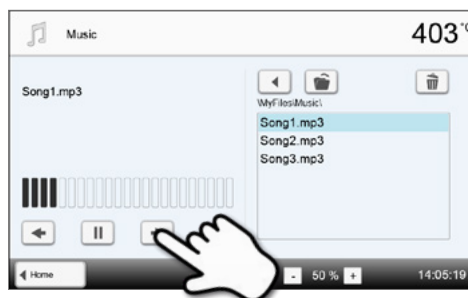 Music
403°
Song1.mp3
\MyFiles\Music\
Song1.mp3
Song2.mp3
Song3.mp3
Home
- 50 % +
14:05:19